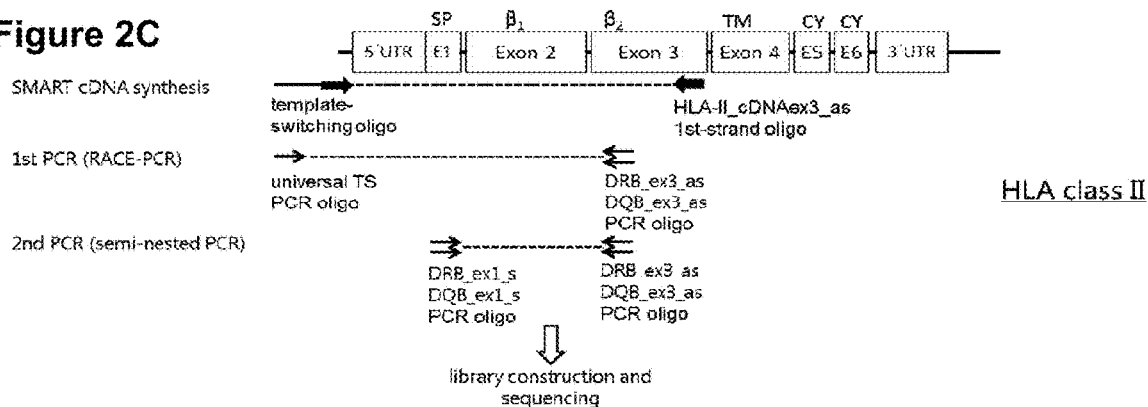 Figure 2C
SP β1 β2 TM CY CY
5'UTR E1 Exon 2 Exon 3 Exon 4 E5 E6 3'UTR
SMART cDNA synthesis
template-
switching oligo
HLA-II_cDNAex3_as
1st-strand oligo
1st PCR (RACE-PCR)
universal TS
PCR oligo
DRB_ex3_as
DQB_ex3_as
PCR oligo
HLA class II
2nd PCR (semi-nested PCR)
DRB_ex1_s
DQB_ex1_s
PCR oligo
DRB_ex3_as
DQB_ex3_as
PCR oligo
library construction and
sequencing